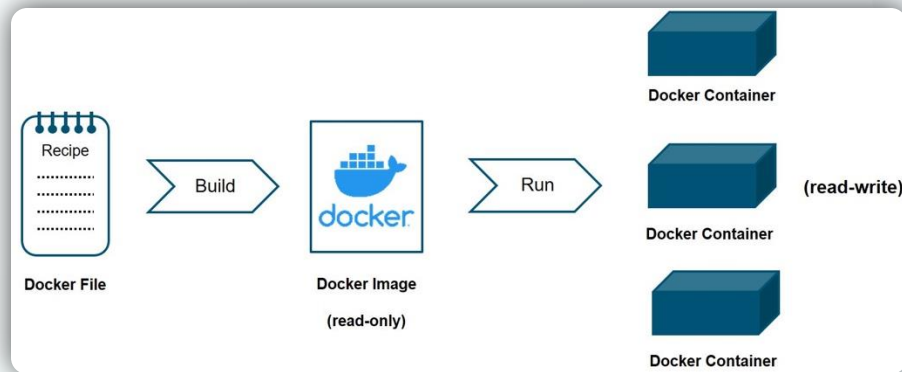 Recipe
Docker File
Build
docker
Docker Image
(read-only)
Run
Docker Container
Docker Container
(read-write)
Docker Container